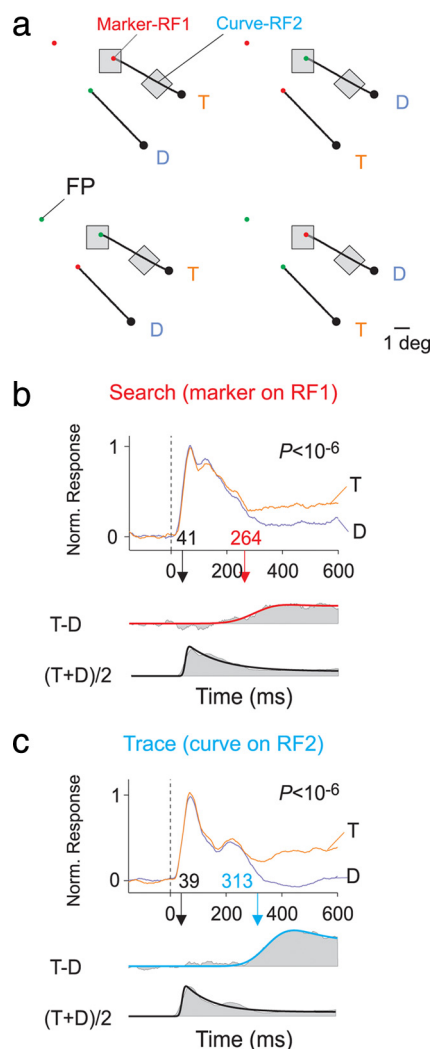 a
Marker-RF1 Curve-RF2
T D
D T
FP
T D
D T
1 deg
b
Search (marker on RF1)
Norm. Response
1
0
P<10-6
T
D
41 264
0 200 400 600
T-D
(T+D)/2
Time (ms)
c
Trace (curve on RF2)
Norm. Response
1
0
P<10-6
T
D
39 313
0 200 400 600
T-D
(T+D)/2
Time (ms)